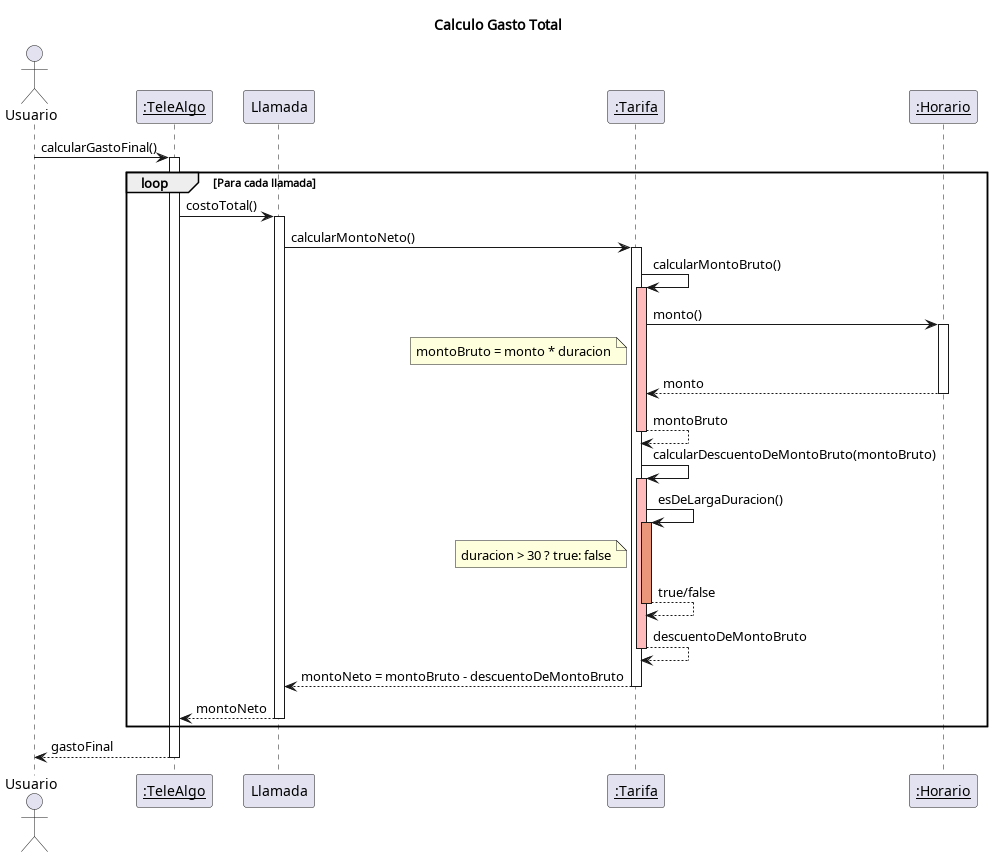 Calculo Gasto Total
Usuario
:TeleAlgo
Llamada
:Tarifa
:Horario
calcularGastoFinal()
loop
[Para cada llamada]
costoTotal()
calcularMontoNeto()
calcularMontoBruto()
monto()
montoBruto = monto * duracion
monto
montoBruto
calcularDescuentoDeMontoBruto(montoBruto)
esDeLargaDuracion()
duracion > 30 ? true: false
true/false
descuentoDeMontoBruto
montoNeto = montoBruto - descuentoDeMontoBruto
montoNeto
gastoFinal
Usuario
:TeleAlgo
Llamada
:Tarifa
:Horario